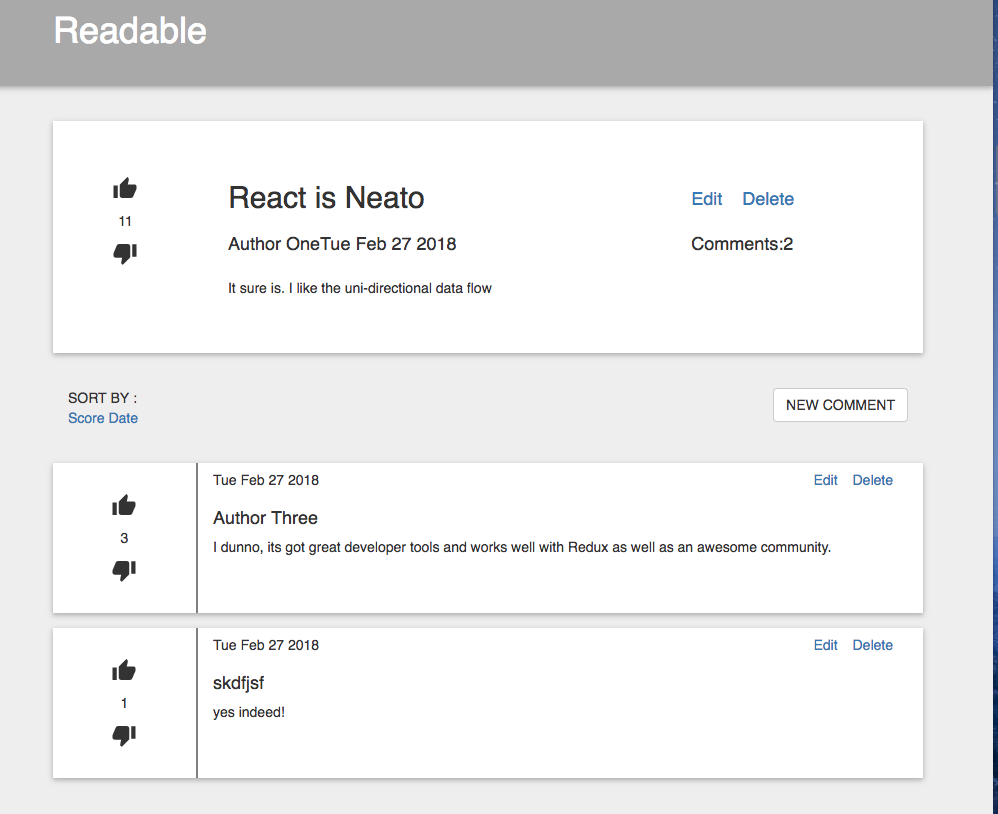 Readable
React is Neato
Edit Delete
11
Author OneTue Feb 27 2018
Comments:2
It sure is. I like the uni-directional data flow
SORT BY :
Score Date
NEW COMMENT
Tue Feb 27 2018
Edit Delete
Author Three
3
I dunno, its got great developer tools and works well with Redux as well as an awesome community.
Tue Feb 27 2018
Edit Delete
skdfjsf
1
yes indeed!